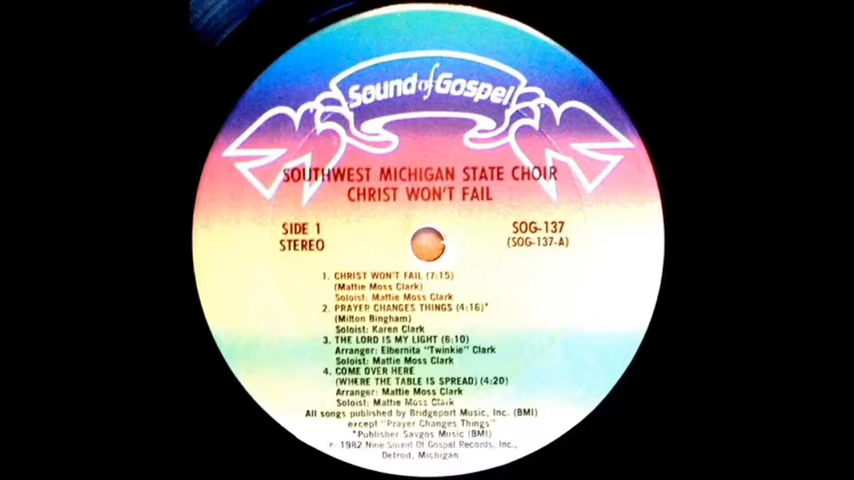 Sound of Gospel
SOUTHWEST MICHIGAN STATE CHOIR
CHRIST WON'T FAIL
SIDE 1
STEREO
SOG-137
(SOG-137-A)
1. CHRIST WON'T FAIL (7:15)
(Mattie Moss Clark)
Soloist: Mattie Moss Clark
2. PRAYER CHANGES THINGS (4:16)*
(Milton Bingham)
Soloist: Karen Clark
3. THE LORD IS MY LIGHT (6:10)
Arranger: Elbernita "Twinkie" Clark
Soloist: Mattie Moss Clark
4. COME OVER HERE
(WHERE THE TABLE IS SPREAD) (4:20)
Arranger: Mattie Moss Clark
Soloist: Mattie Moss Clark
All songs published by Bridgeport Music, Inc. (BMI)
except "Prayer Changes Things"
*Publisher Savgos Music (BMI)
℗ 1982 Nine-Sound Of Gospel Records, Inc.,
Detroit, Michigan